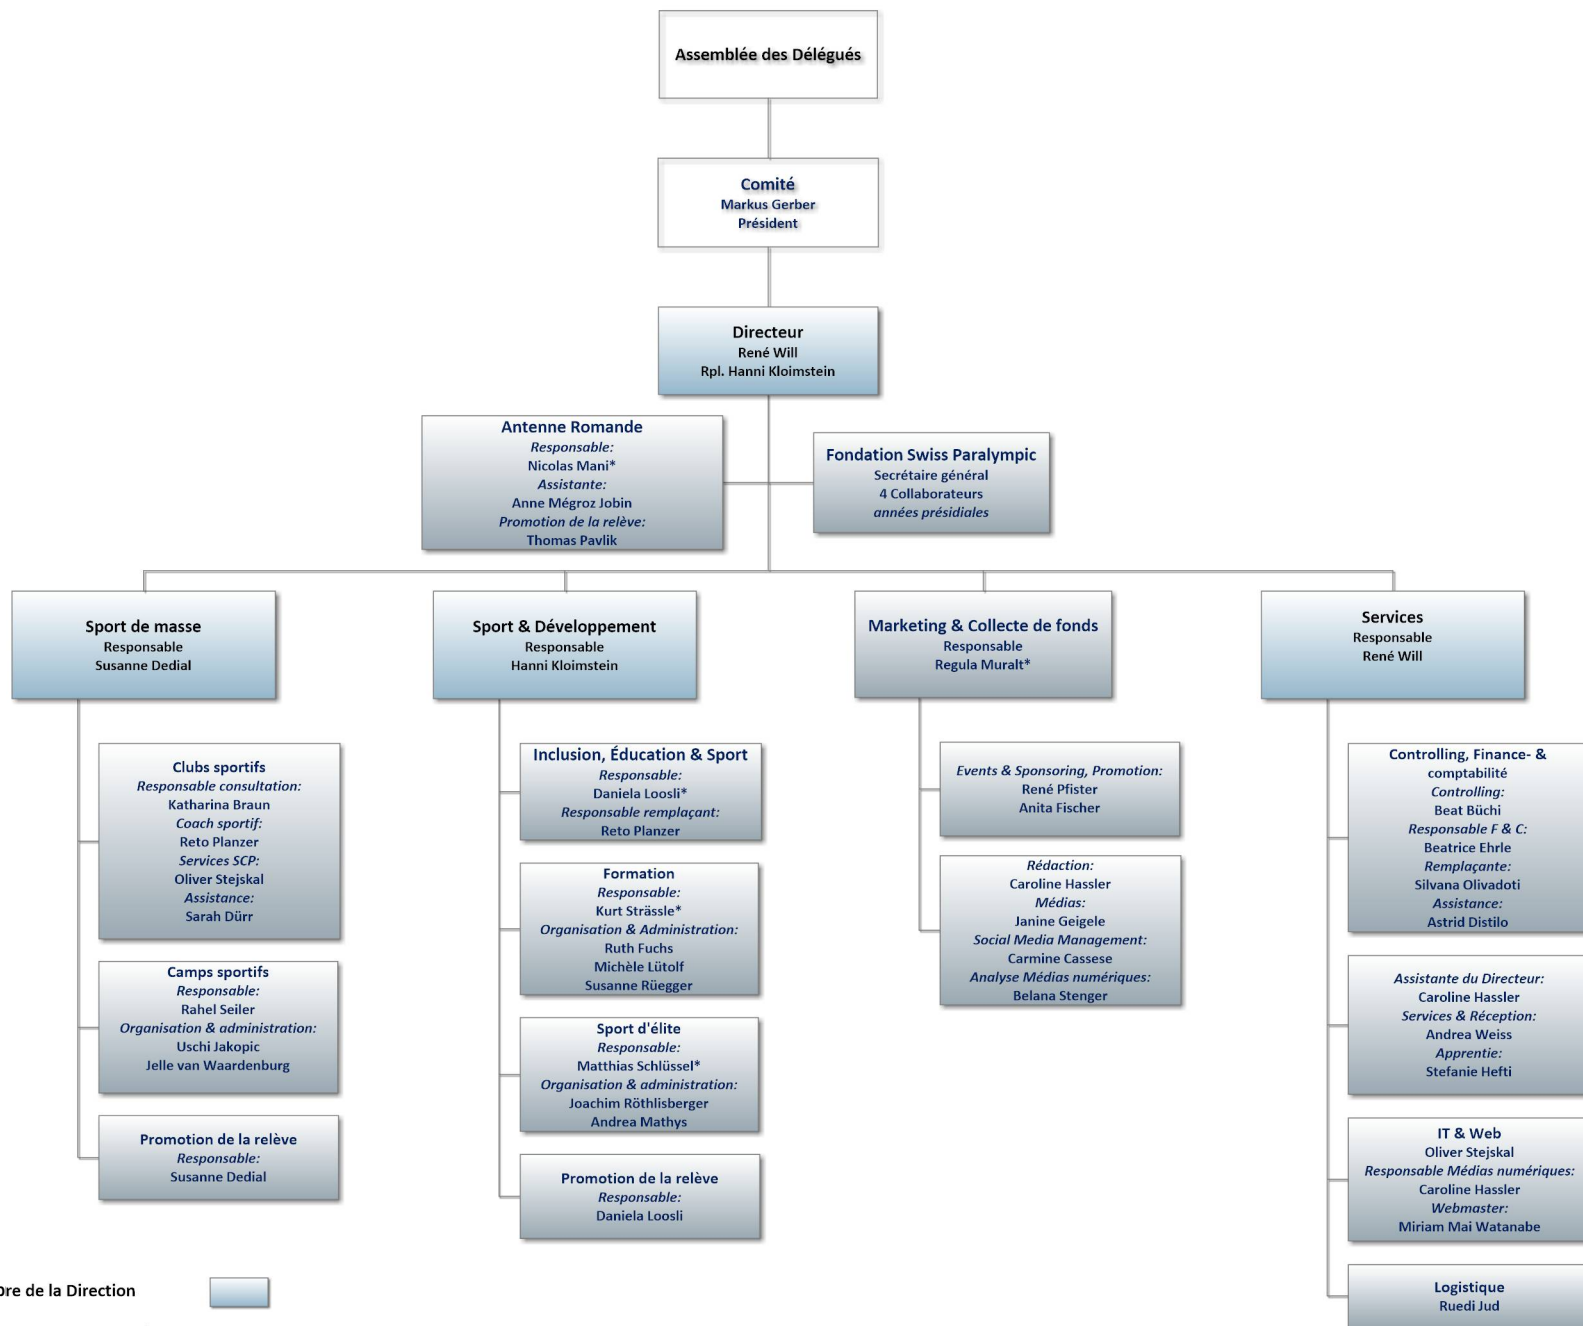 Assemblée des Délégués
Comité
Markus Gerber
Président
Directeur
René Will
Rpl. Hanni Kloimstein
Antenne Romande
Responsable:
Nicolas Mani*
Assistante:
Anne Mégroz Jobin
Promotion de la relève:
Thomas Pavlik
Fondation Swiss Paralympic
Secrétaire général
4 Collaborateurs
années présidiales
Sport de masse
Responsable
Susanne Dedial
Sport & Développement
Responsable
Hanni Kloimstein
Marketing & Collecte de fonds
Responsable
Regula Muralt*
Services
Responsable
René Will
Clubs sportifs
Responsable consultation:
Katharina Braun
Coach sportif:
Reto Planzer
Services SCP:
Oliver Stejskal
Assistance:
Sarah Dürr
Camps sportifs
Responsable:
Rahel Seiler
Organisation & administration:
Uschi Jakopic
Jelle van Waardenburg
Promotion de la relève
Responsable:
Susanne Dedial
Inclusion, Éducation & Sport
Responsable:
Daniela Loosli*
Responsable remplaçant:
Reto Planzer
Formation
Responsable:
Kurt Strässle*
Organisation & Administration:
Ruth Fuchs
Michèle Lütolf
Susanne Rüegger
Sport d'élite
Responsable:
Matthias Schlüssel*
Organisation & administration:
Joachim Röthlisberger
Andrea Mathys
Promotion de la relève
Responsable:
Daniela Loosli
Events & Sponsoring, Promotion:
René Pfister
Anita Fischer
Rédaction:
Caroline Hassler
Médias:
Janine Geigele
Social Media Management:
Carmine Cassese
Analyse Médias numériques:
Belana Stenger
Controlling, Finance- &
comptabilité
Controlling:
Beat Büchi
Responsable F & C:
Beatrice Ehrle
Remplaçante:
Silvana Olivadoti
Assistance:
Astrid Distilo
Assistante du Directeur:
Caroline Hassler
Services & Réception:
Andrea Weiss
Apprentie:
Stefanie Hefti
IT & Web
Oliver Stejskal
Responsable Médias numériques:
Caroline Hassler
Webmaster:
Miriam Mai Watanabe
Logistique
Ruedi Jud
bre de la Direction